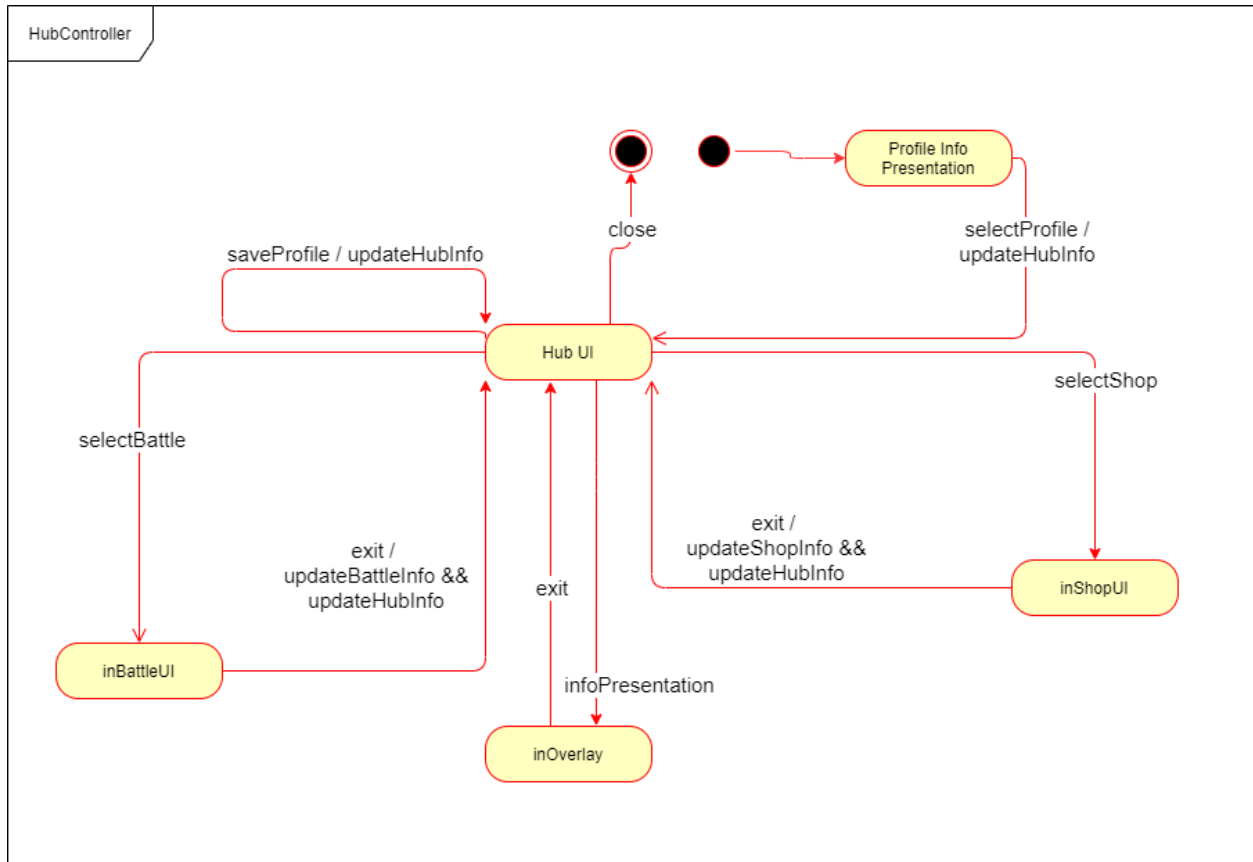 HubController
Profile Info
Presentation
close
selectProfile /
updateHubInfo
saveProfile / updateHubInfo
Hub UI
selectShop
selectBattle
exit /
updateShopInfo &&
updateHubInfo
exit /
updateBattleInfo &&
updateHubInfo
exit
inShopUI
inBattleUI
infoPresentation
inOverlay